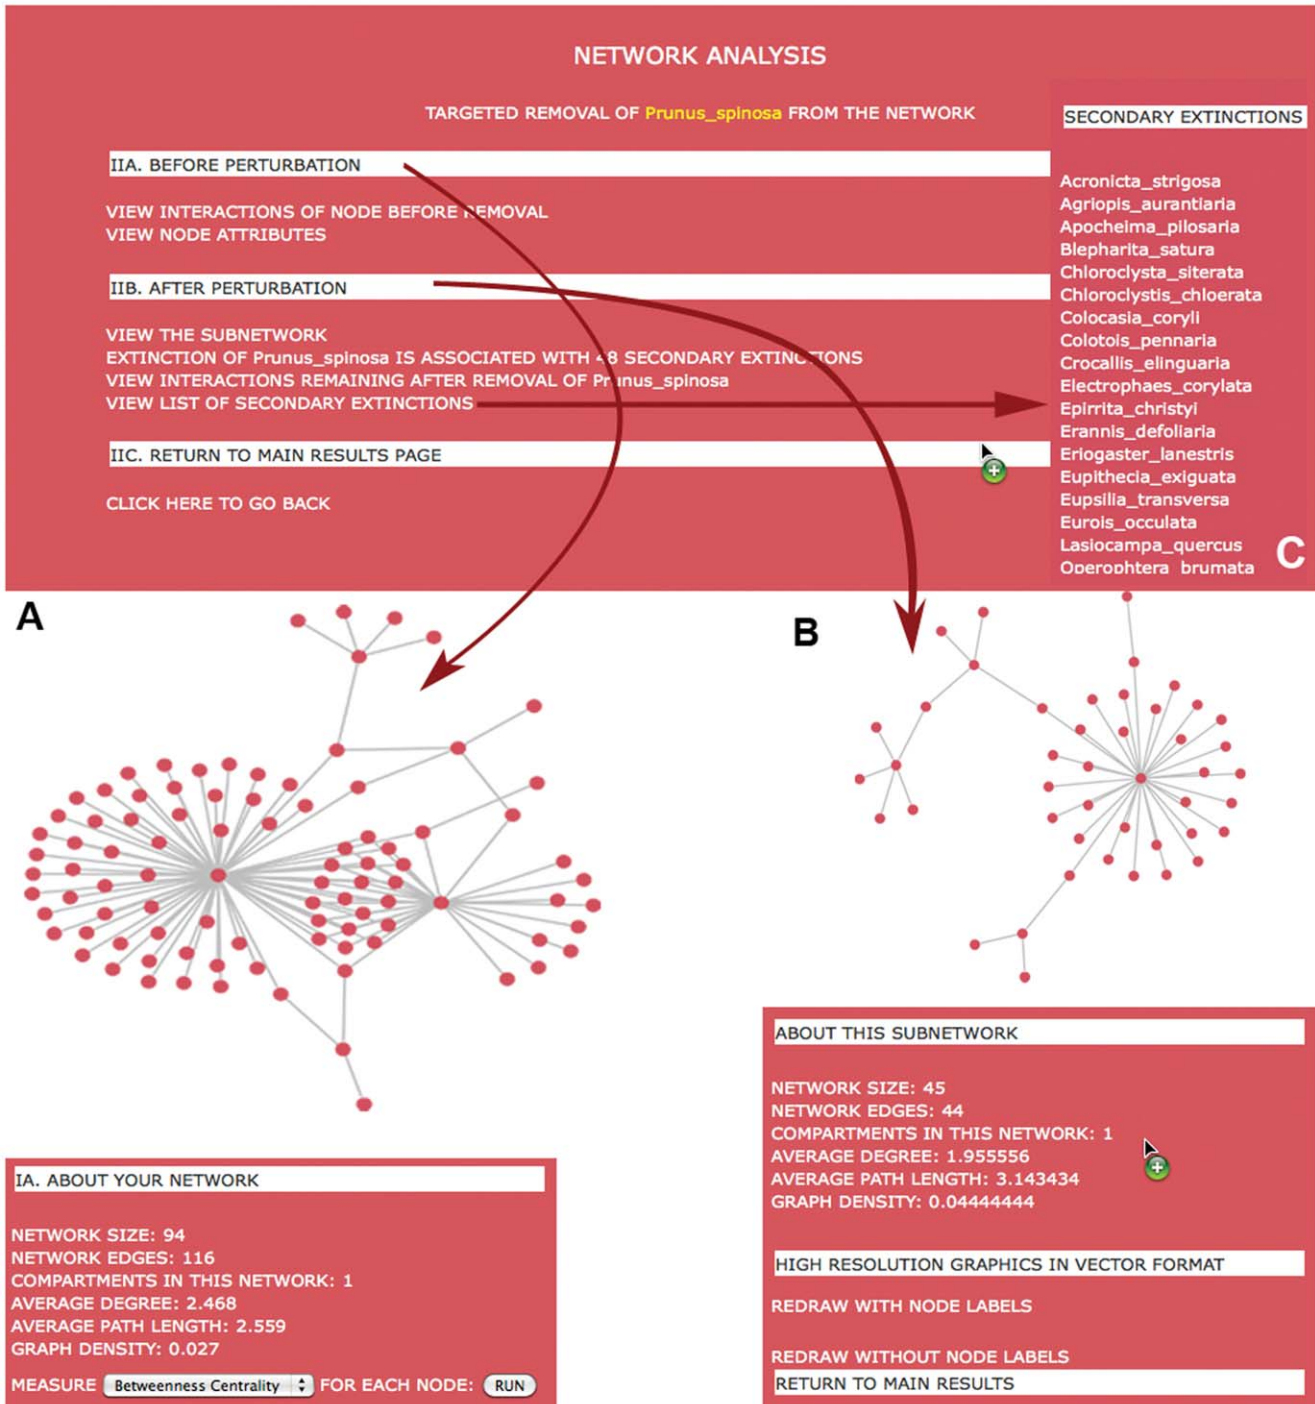 NETWORK ANALYSIS
TARGETED REMOVAL OF Prunus_spinosa FROM THE NETWORK
IIA. BEFORE PERTURBATION
VIEW INTERACTIONS OF NODE BEFORE REMOVAL
VIEW NODE ATTRIBUTES
IIB. AFTER PERTURBATION
VIEW THE SUBNETWORK
EXTINCTION OF Prunus_spinosa IS ASSOCIATED WITH 48 SECONDARY EXTINCTIONS
VIEW INTERACTIONS REMAINING AFTER REMOVAL OF Prunus_spinosa
VIEW LIST OF SECONDARY EXTINCTIONS
IIC. RETURN TO MAIN RESULTS PAGE
CLICK HERE TO GO BACK
SECONDARY EXTINCTIONS
Acronicta_strigosa
Agriopis_aurantiaria
Apocheima_pilosaria
Blepharita_satura
Chloroclysta_siterata
Chloroclystis_chloerata
Colocasia_coryli
Colotois_pennaria
Crocallis_elinguaria
Electrophaes_corylata
Epirrita_christyi
Erannis_defoliaria
Eriogaster_lanestris
Eupithecia_exiguata
Eupsilia_transversa
Eurois_occulata
Lasiocampa_quercus
Operophtera_brumata
C
A
B
IA. ABOUT YOUR NETWORK
NETWORK SIZE: 94
NETWORK EDGES: 116
COMPARTMENTS IN THIS NETWORK: 1
AVERAGE DEGREE: 2.468
AVERAGE PATH LENGTH: 2.559
GRAPH DENSITY: 0.027
MEASURE Betweenness Centrality FOR EACH NODE: RUN
ABOUT THIS SUBNETWORK
NETWORK SIZE: 45
NETWORK EDGES: 44
COMPARTMENTS IN THIS NETWORK: 1
AVERAGE DEGREE: 1.955556
AVERAGE PATH LENGTH: 3.143434
GRAPH DENSITY: 0.04444444
HIGH RESOLUTION GRAPHICS IN VECTOR FORMAT
REDRAW WITH NODE LABELS
REDRAW WITHOUT NODE LABELS
RETURN TO MAIN RESULTS